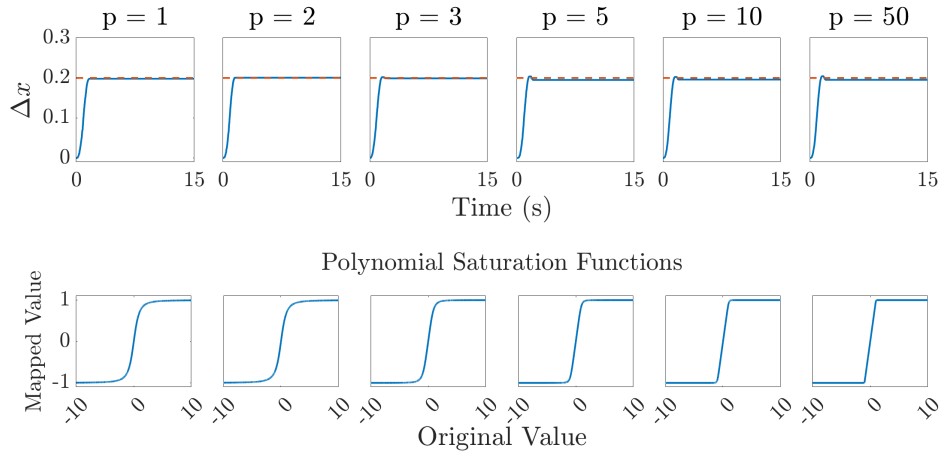 p = 1 p = 2 p = 3 p = 5 p = 10 p = 50
0.3
0.2
0.1
0
Δx
0 15 0 15 0 15 0 15 0 15 0 15
Time (s)
Polynomial Saturation Functions
1
0
-1
Mapped Value
-10 0 10 -10 0 10 -10 0 10 -10 0 10 -10 0 10 -10 0 10
Original Value